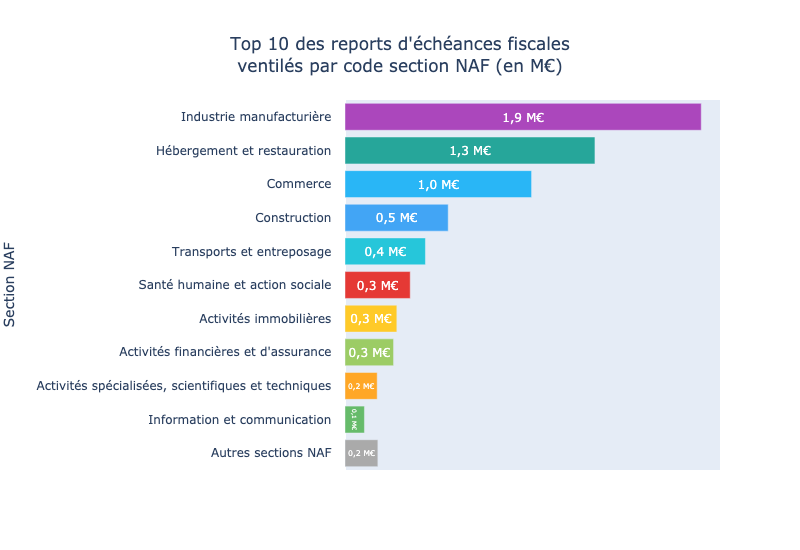 Top 10 des reports d'échéances fiscales
ventilés par code section NAF (en M€)
Section NAF
Industrie manufacturière 1,9 M€
Hébergement et restauration 1,3 M€
Commerce 1,0 M€
Construction 0,5 M€
Transports et entreposage 0,4 M€
Santé humaine et action sociale 0,3 M€
Activités immobilières 0,3 M€
Activités financières et d'assurance 0,3 M€
Activités spécialisées, scientifiques et techniques 0,2 M€
Information et communication 0,1 M€
Autres sections NAF 0,2 M€